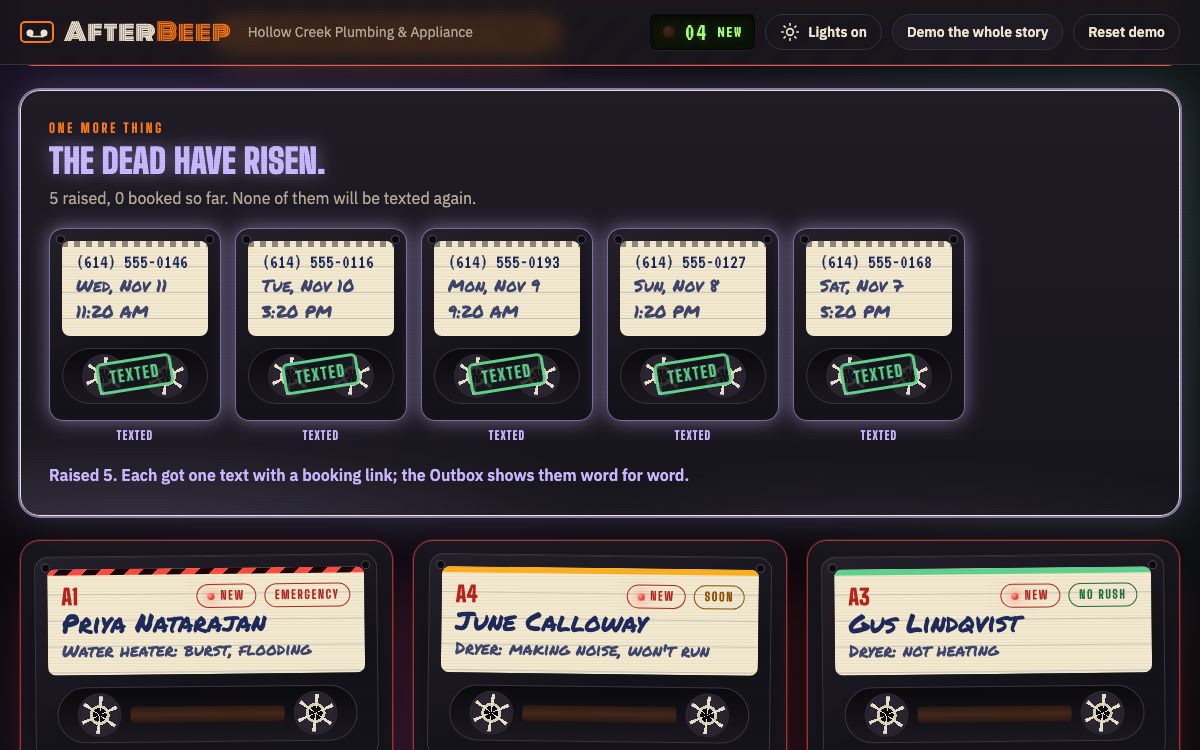 AFTERBEEP Hollow Creek Plumbing & Appliance 04 NEW Lights on Demo the whole story Reset demo
ONE MORE THING
THE DEAD HAVE RISEN.
5 raised, 0 booked so far. None of them will be texted again.
(614) 555-0146
WED, NOV 11
11:20 AM
TEXTED
TEXTED
(614) 555-0116
TUE, NOV 10
3:20 PM
TEXTED
TEXTED
(614) 555-0193
MON, NOV 9
9:20 AM
TEXTED
TEXTED
(614) 555-0127
SUN, NOV 8
1:20 PM
TEXTED
TEXTED
(614) 555-0168
SAT, NOV 7
5:20 PM
TEXTED
TEXTED
Raised 5. Each got one text with a booking link; the Outbox shows them word for word.
A1 NEW EMERGENCY
PRIYA NATARAJAN
WATER HEATER: BURST, FLOODING
A4 NEW SOON
JUNE CALLOWAY
DRYER: MAKING NOISE, WON'T RUN
A3 NEW NO RUSH
GUS LINDQVIST
DRYER: NOT HEATING